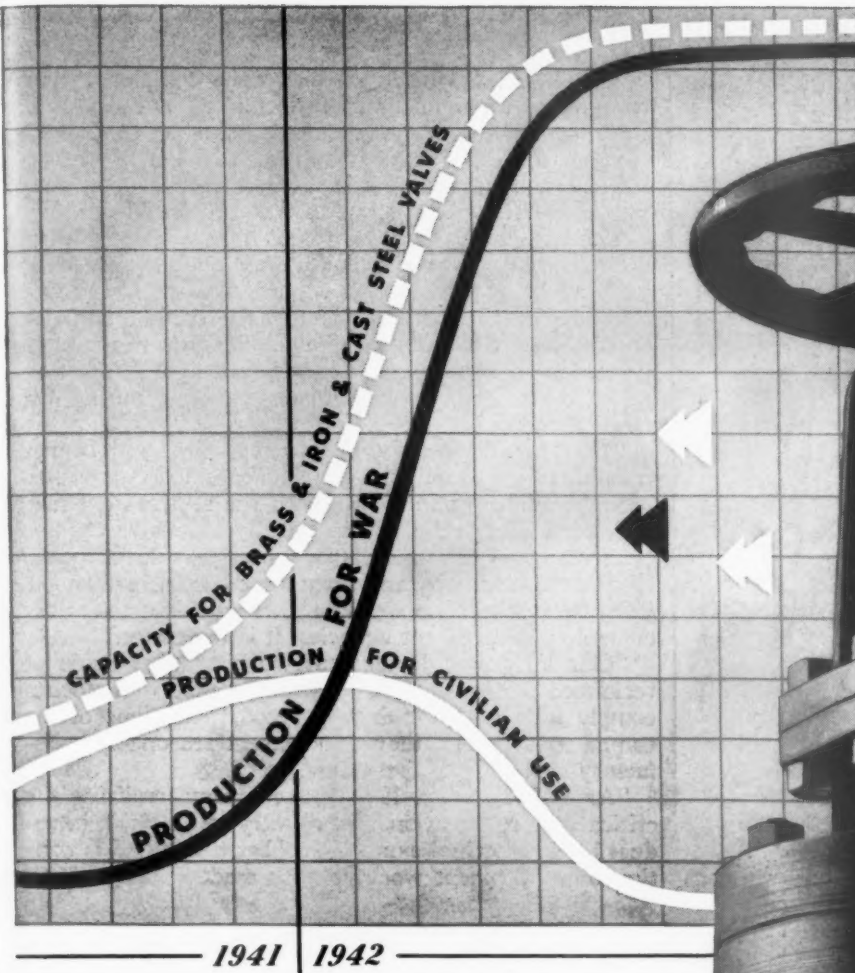 CAPACITY FOR BRASS & IRON & CAST STEEL VALVES
PRODUCTION FOR WAR
PRODUCTION FOR CIVILIAN USE
1941 1942